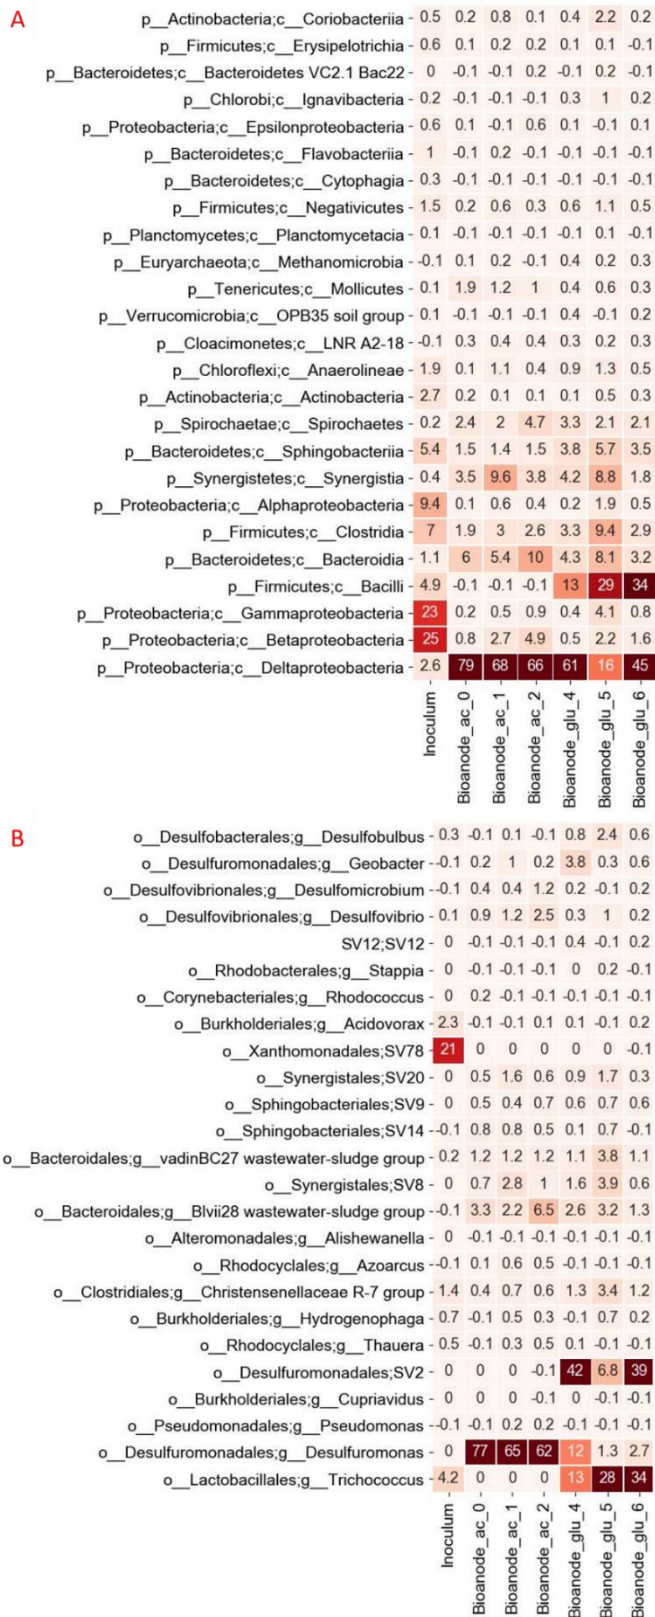 A
p__Actinobacteria;c__Coriobacteriia - 0.5 0.2 0.8 0.1 0.4 2.2 0.2
p__Firmicutes;c__Erysipelotrichia - 0.6 0.1 0.2 0.2 0.1 0.1 -0.1
p__Bacteroidetes;c__Bacteroidetes VC2.1 Bac22 - 0 -0.1 -0.1 0.2 -0.1 0.2 -0.1
p__Chlorobi;c__Ignavibacteria - 0.2 -0.1 -0.1 -0.1 0.3 1 0.2
p__Proteobacteria;c__Epsilonproteobacteria - 0.6 0.1 -0.1 0.6 0.1 -0.1 0.1
p__Bacteroidetes;c__Flavobacteriia - 1 -0.1 0.2 -0.1 -0.1 -0.1 -0.1
p__Bacteroidetes;c__Cytophagia - 0.3 -0.1 -0.1 -0.1 -0.1 -0.1 -0.1
p__Firmicutes;c__Negativicutes - 1.5 0.2 0.6 0.3 0.6 1.1 0.5
p__Planctomycetes;c__Planctomycetacia - 0.1 -0.1 -0.1 -0.1 -0.1 0.1 -0.1
p__Euryarchaeota;c__Methanomicrobia - -0.1 0.1 0.2 -0.1 0.4 0.2 0.3
p__Tenericutes;c__Mollicutes - 0.1 1.9 1.2 1 0.4 0.6 0.3
p__Verrucomicrobia;c__OPB35 soil group - 0.1 -0.1 -0.1 -0.1 0.4 -0.1 0.2
p__Cloacimonetes;c__LNR A2-18 - -0.1 0.3 0.4 0.4 0.3 0.2 0.3
p__Chloroflexi;c__Anaerolineae - 1.9 0.1 1.1 0.4 0.9 1.3 0.5
p__Actinobacteria;c__Actinobacteria - 2.7 0.2 0.1 0.1 0.1 0.5 0.3
p__Spirochaetae;c__Spirochaetes - 0.2 2.4 2 4.7 3.3 2.1 2.1
p__Bacteroidetes;c__Sphingobacteriia - 5.4 1.5 1.4 1.5 3.8 5.7 3.5
p__Synergistetes;c__Synergistia - 0.4 3.5 9.6 3.8 4.2 8.8 1.8
p__Proteobacteria;c__Alphaproteobacteria - 9.4 0.1 0.6 0.4 0.2 1.9 0.5
p__Firmicutes;c__Clostridia - 7 1.9 3 2.6 3.3 9.4 2.9
p__Bacteroidetes;c__Bacteroidia - 1.1 6 5.4 10 4.3 8.1 3.2
p__Firmicutes;c__Bacilli - 4.9 -0.1 -0.1 -0.1 13 29 34
p__Proteobacteria;c__Gammaproteobacteria - 23 0.2 0.5 0.9 0.4 4.1 0.8
p__Proteobacteria;c__Betaproteobacteria - 25 0.8 2.7 4.9 0.5 2.2 1.6
p__Proteobacteria;c__Deltaproteobacteria - 2.6 79 68 66 61 16 45
Inoculum Bioanode_ac_0 Bioanode_ac_1 Bioanode_ac_2 Bioanode_glu_4 Bioanode_glu_5 Bioanode_glu_6
B
o__Desulfobacterales;g__Desulfobulbus - 0.3 -0.1 0.1 -0.1 0.8 2.4 0.6
o__Desulfuromonadales;g__Geobacter - -0.1 0.2 1 0.2 3.8 0.3 0.6
o__Desulfovibrionales;g__Desulfomicrobium - -0.1 0.4 0.4 1.2 0.2 -0.1 0.2
o__Desulfovibrionales;g__Desulfovibrio - 0.1 0.9 1.2 2.5 0.3 1 0.2
SV12;SV12 - 0 -0.1 -0.1 -0.1 0.4 -0.1 0.2
o__Rhodobacterales;g__Stappia - 0 -0.1 -0.1 -0.1 0 0.2 -0.1
o__Corynebacteriales;g__Rhodococcus - 0 0.2 -0.1 -0.1 -0.1 -0.1 -0.1
o__Burkholderiales;g__Acidovorax - 2.3 -0.1 -0.1 0.1 0.1 -0.1 0.2
o__Xanthomonadales;SV78 - 21 0 0 0 0 0 -0.1
o__Synergistales;SV20 - 0 0.5 1.6 0.6 0.9 1.7 0.3
o__Sphingobacteriales;SV9 - 0 0.5 0.4 0.7 0.6 0.7 0.6
o__Sphingobacteriales;SV14 - -0.1 0.8 0.8 0.5 0.1 0.7 -0.1
o__Bacteroidales;g__vadinBC27 wastewater-sludge group - 0.2 1.2 1.2 1.2 1.1 3.8 1.1
o__Synergistales;SV8 - 0 0.7 2.8 1 1.6 3.9 0.6
o__Bacteroidales;g__Blvii28 wastewater-sludge group - -0.1 3.3 2.2 6.5 2.6 3.2 1.3
o__Alteromonadales;g__Alishewanella - 0 -0.1 -0.1 -0.1 -0.1 -0.1 -0.1
o__Rhodocyclales;g__Azoarcus - -0.1 0.1 0.6 0.5 -0.1 -0.1 -0.1
o__Clostridiales;g__Christensenellaceae R-7 group - 1.4 0.4 0.7 0.6 1.3 3.4 1.2
o__Burkholderiales;g__Hydrogenophaga - 0.7 -0.1 0.5 0.3 -0.1 0.7 0.2
o__Rhodocyclales;g__Thauera - 0.5 -0.1 0.3 0.5 0.1 -0.1 -0.1
o__Desulfuromonadales;SV2 - 0 0 0 -0.1 42 6.8 39
o__Burkholderiales;g__Cupriavidus - 0 0 0 -0.1 0 -0.1 -0.1
o__Pseudomonadales;g__Pseudomonas - -0.1 -0.1 0.2 0.2 -0.1 -0.1 -0.1
o__Desulfuromonadales;g__Desulfuromonas - 0 77 65 62 12 1.3 2.7
o__Lactobacillales;g__Trichococcus - 4.2 0 0 0 13 28 34
Inoculum Bioanode_ac_0 Bioanode_ac_1 Bioanode_ac_2 Bioanode_glu_4 Bioanode_glu_5 Bioanode_glu_6